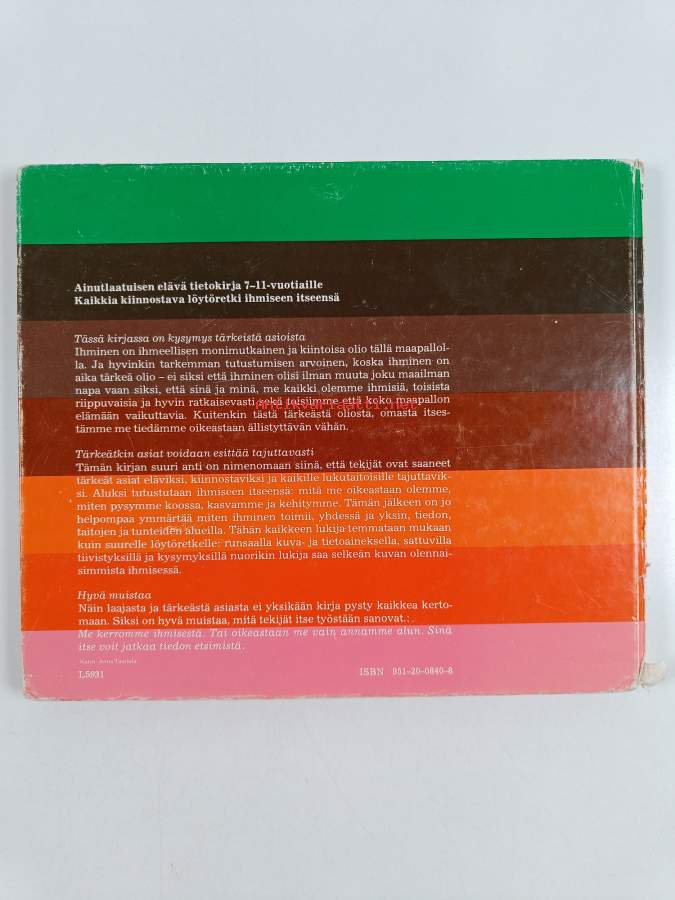 Ainutlaatuisen elävä tietokirja 7–11-vuotiaille
Kaikkia kiinnostava löytöretki ihmiseen itseensä
Tässä kirjassa on kysymys tärkeistä asioista
Ihminen on ihmeellisen monimutkainen ja kiintoisa olio tällä maapallol-
la. Ja hyvinkin tarkemman tutustumisen arvoinen, koska ihminen on
aika tärkeä olio – ei siksi että ihminen olisi ilman muuta joku maailman
napa vaan siksi, että sinä ja minä, me kaikki olemme ihmisiä, toisista
riippuvaisia ja hyvin ratkaisevasti sekä toisiimme että koko maapallon
elämään vaikuttavia. Kuitenkin tästä tärkeästä oliosta, omasta itses-
tämme me tiedämme oikeastaan ällistyttävän vähän.
antikvariaatti.net
Tärkeätkin asiat voidaan esittää tajuttavasti
Tämän kirjan suuri anti on nimenomaan siinä, että tekijät ovat saaneet
tärkeät asiat eläviksi, kiinnostaviksi ja kaikille lukutaitoisille tajuttavik-
si. Aluksi tutustutaan ihmiseen itseensä: mitä me oikeastaan olemme,
miten pysymme koossa, kasvamme ja kehitymme. Tämän jälkeen on jo
helpompaa ymmärtää miten ihminen toimii, yhdessä ja yksin, tiedon,
taitojen ja tunteiden alueilla. Tähän kaikkeen lukija temmataan mukaan
kuin suurelle löytöretkelle: runsaalla kuva- ja tietoaineksella, sattuvilla
tiivistyksillä ja kysymyksillä nuorikin lukija saa selkeän kuvan olennai-
simmista ihmisessä.
Hyvä muistaa
Näin laajasta ja tärkeästä asiasta ei yksikään kirja pysty kaikkea kerto-
maan. Siksi on hyvä muistaa, mitä tekijät itse työstään sanovat.:
Me kerromme ihmisestä. Tai oikeastaan me vain annamme alun. Sinä
itse voit jatkaa tiedon etsimistä.
L5931
ISBN 951-20-0840-8